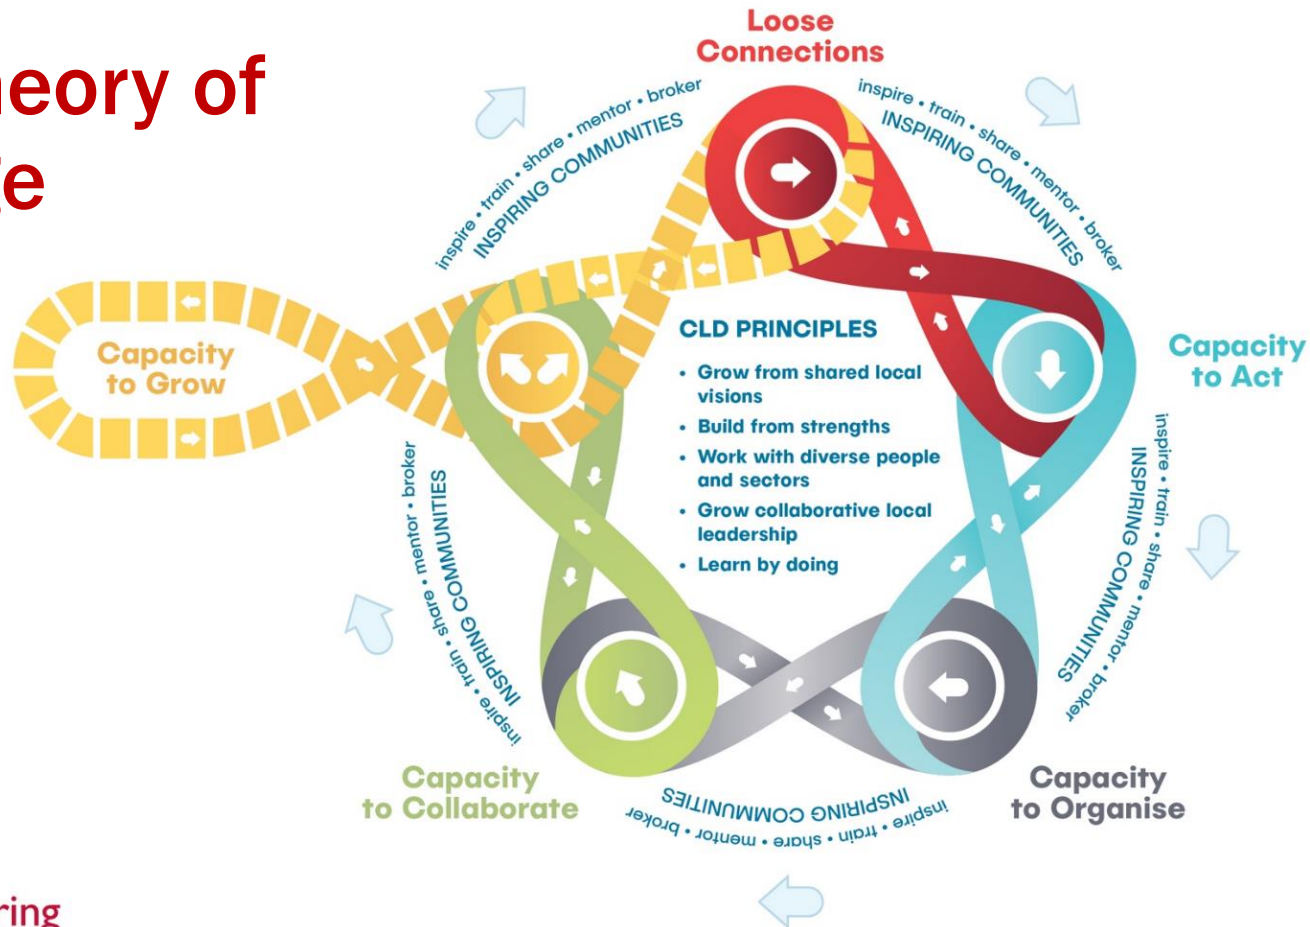 heory of
e
Loose
Connections
inspire • train • share • mentor • broker
INSPIRING COMMUNITIES
inspire • train • share • mentor • broker
INSPIRING COMMUNITIES
Capacity
to Grow
CLD PRINCIPLES
• Grow from shared local
visions
• Build from strengths
• Work with diverse people
and sectors
• Grow collaborative local
leadership
• Learn by doing
Capacity
to Act
inspire • train • share • mentor • broker
INSPIRING COMMUNITIES
inspire • train • share • mentor • broker
INSPIRING COMMUNITIES
Capacity
to Collaborate
Capacity
to Organise
INSPIRING COMMUNITIES
inspire • train • share • mentor • broker
ring